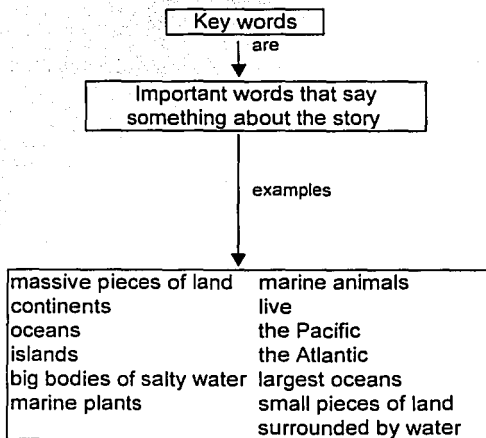 Key words
are
Important words that say
something about the story
examples
massive pieces of land
continents
oceans
islands
big bodies of salty water
marine plants
marine animals
live
the Pacific
the Atlantic
largest oceans
small pieces of land
surrounded by water